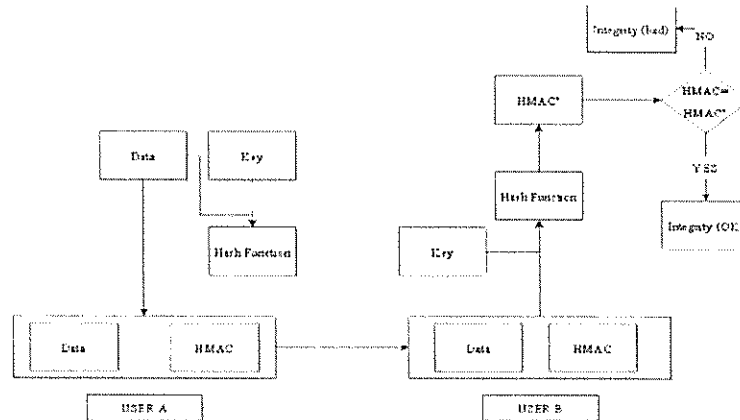 Integrity (bad)
NO
HMAC'
HMAC=
HMAC'
Data
Key
YES
Hash Function
Integrity (OK)
Hash Function
Key
Data
HMAC
Data
HMAC
USER A
USER B